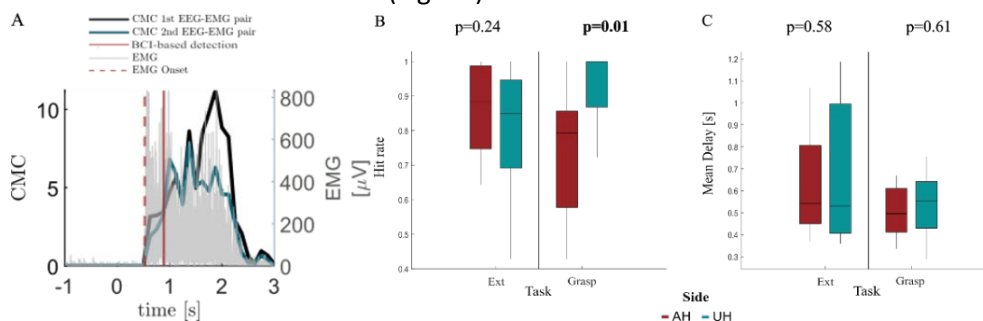 (
A
CMC 1st EEG-EMG pair
CMC 2nd EEG-EMG pair
BCI-based detection
EMG
EMG Onset
CMC
10
5
0
800
600
400
200
0
EMG
[μV]
-1 0 1 2 3
time [s]
B
p=0.24 p=0.01
Hit rate
1
0.9
0.8
0.7
0.6
0.5
0.4
Ext Grasp
Task
C
p=0.58 p=0.61
Mean Delay [s]
1.2
1.1
1
0.9
0.8
0.7
0.6
0.5
0.4
0.3
Ext Grasp
Task
Side
AH UH